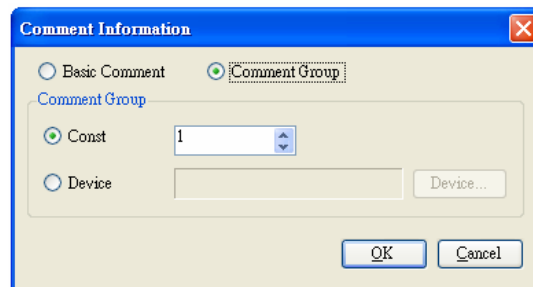 Comment Information
Basic Comment Comment Group
Comment Group
Const 1
Device Device...
OK Cancel